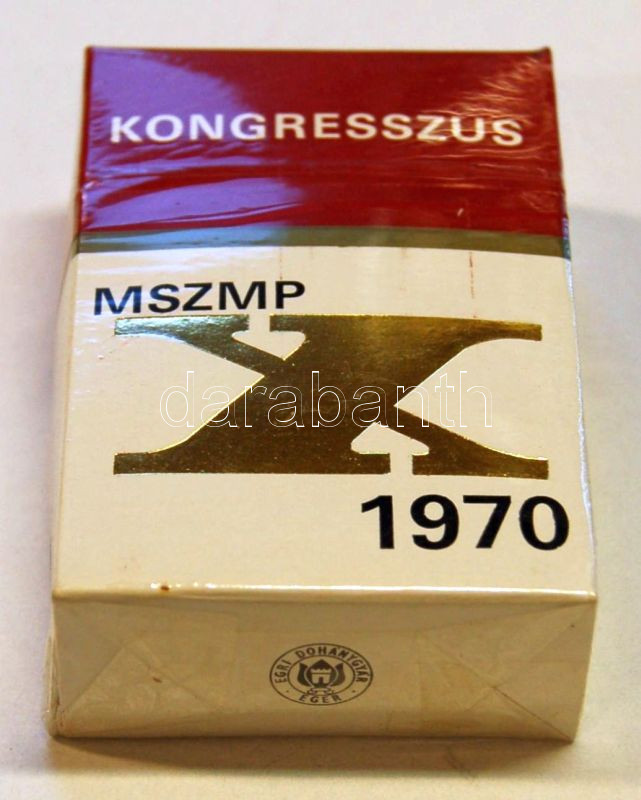 KONGRESSZUS
MSZMP
X
darabanth
1970
EGRI DOHÁNYGYÁR
· EGER ·